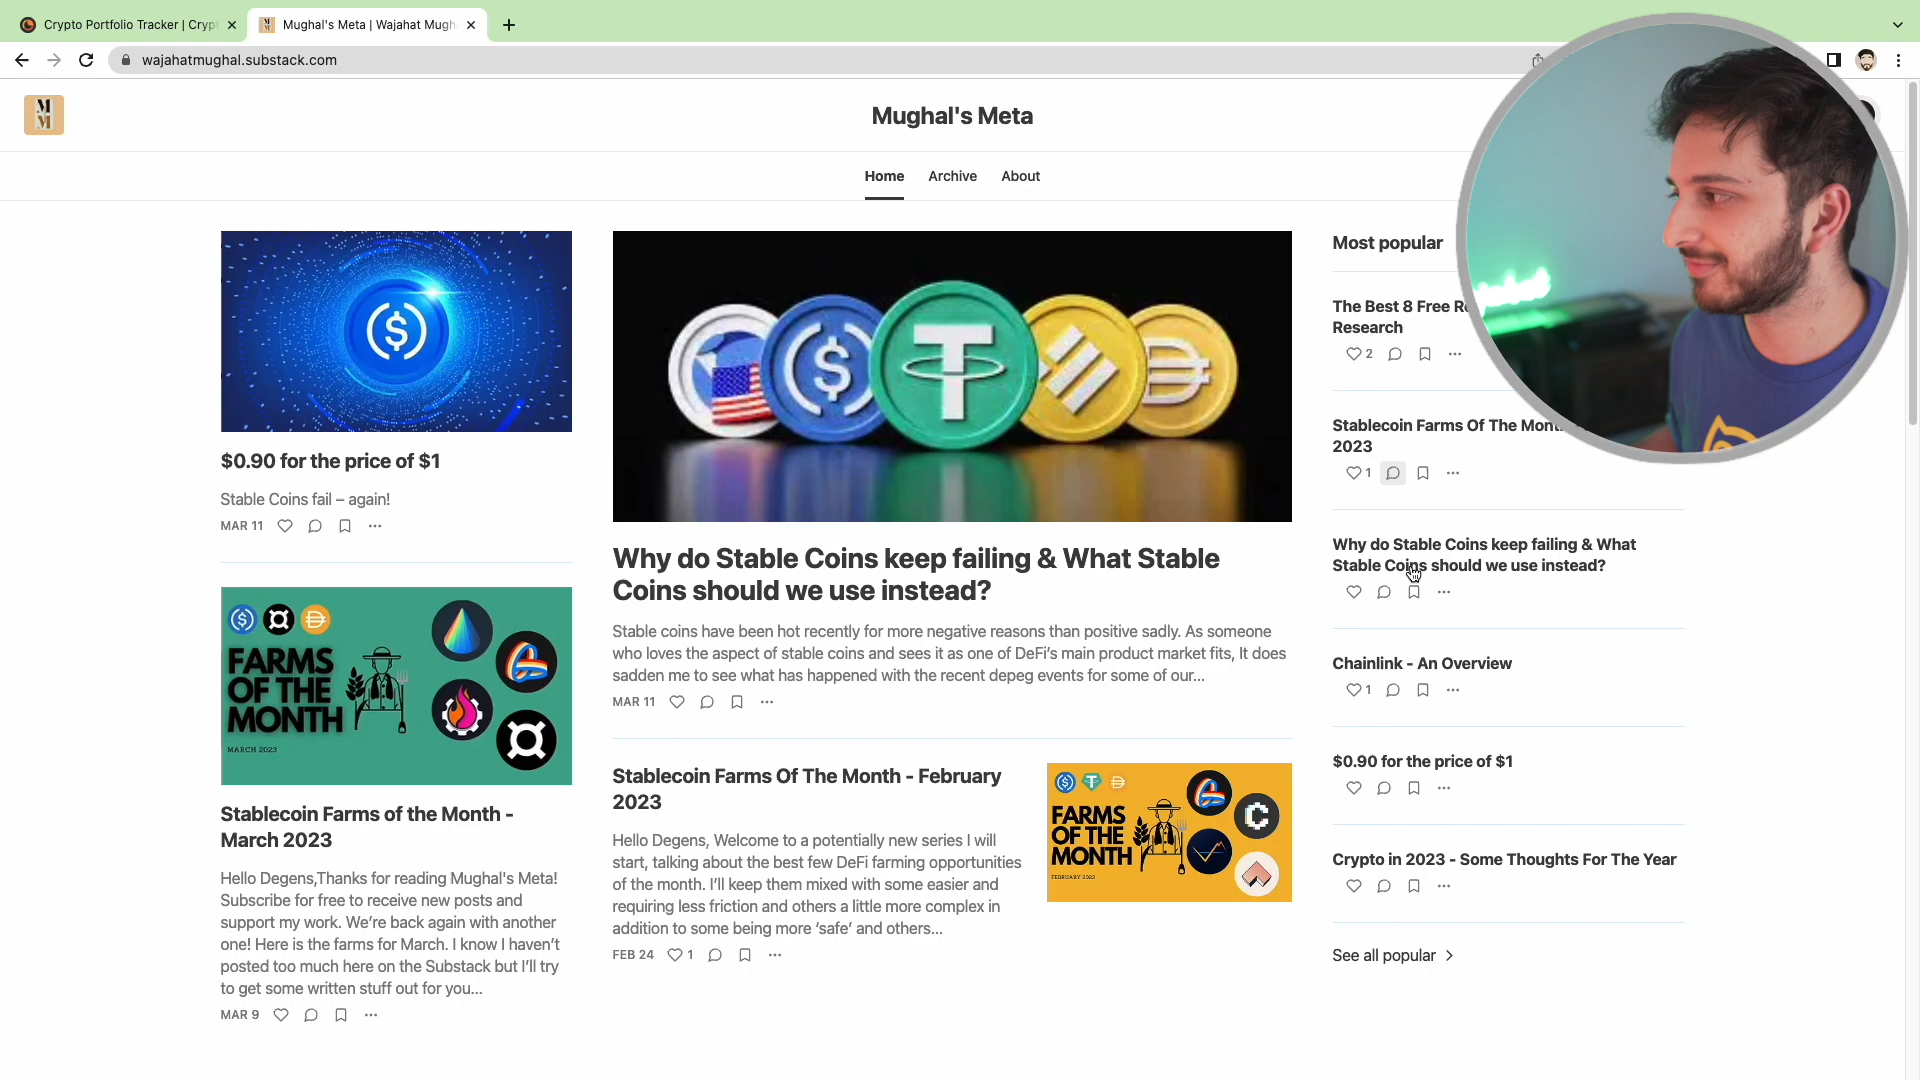 Crypto Portfolio Tracker | Cryp
Mughal's Meta | Wajahat Mugh
wajahatmughal.substack.com
Mughal's Meta
Home
Archive
About
$0.90 for the price of $1
Stable Coins fail – again!
MAR 11
FARMS
OF THE
MONTH
MARCH 2023
Stablecoin Farms of the Month -
March 2023
Hello Degens,Thanks for reading Mughal's Meta!
Subscribe for free to receive new posts and
support my work. We're back again with another
one! Here is the farms for March. I know I haven't
posted too much here on the Substack but I'll try
to get some written stuff out for you...
MAR 9
Why do Stable Coins keep failing & What Stable
Coins should we use instead?
Stable coins have been hot recently for more negative reasons than positive sadly. As someone
who loves the aspect of stable coins and sees it as one of DeFi's main product market fits, It does
sadden me to see what has happened with the recent depeg events for some of our...
MAR 11
Stablecoin Farms Of The Month - February
2023
Hello Degens, Welcome to a potentially new series I will
start, talking about the best few DeFi farming opportunities
of the month. I'll keep them mixed with some easier and
requiring less friction and others a little more complex in
addition to some being more 'safe' and others...
FEB 24
1
FARMS
OF THE
MONTH
FEBRUARY 2023
Most popular
The Best 8 Free
Research
2
Stablecoin Farms Of The
2023
1
Why do Stable Coins keep failing & What
Stable Coins should we use instead?
Chainlink - An Overview
1
$0.90 for the price of $1
Crypto in 2023 - Some Thoughts For The Year
See all popular